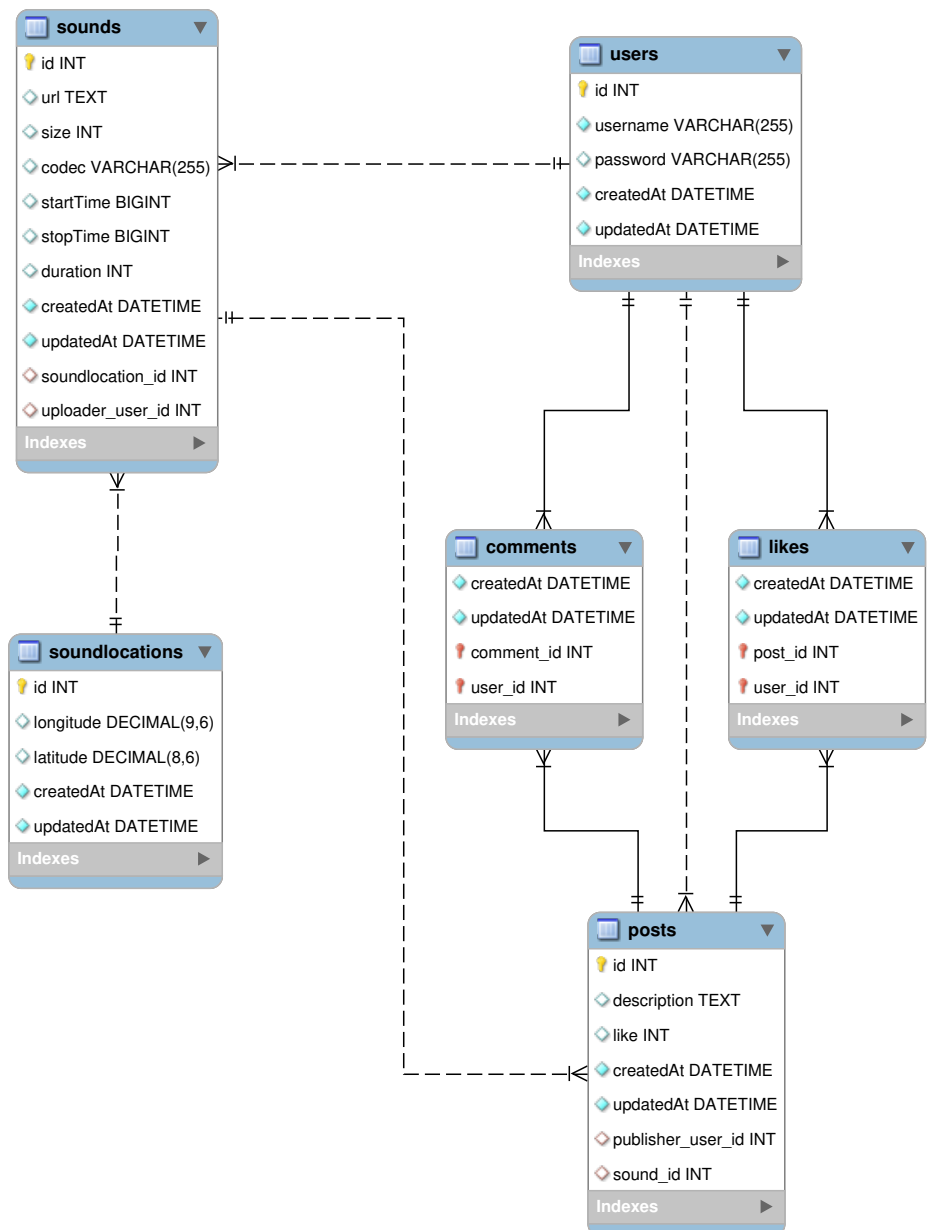 sounds
id INT
url TEXT
size INT
codec VARCHAR(255)
startTime BIGINT
stopTime BIGINT
duration INT
createdAt DATETIME
updatedAt DATETIME
soundlocation_id INT
uploader_user_id INT
Indexes
users
id INT
username VARCHAR(255)
password VARCHAR(255)
createdAt DATETIME
updatedAt DATETIME
Indexes
comments
createdAt DATETIME
updatedAt DATETIME
comment_id INT
user_id INT
Indexes
likes
createdAt DATETIME
updatedAt DATETIME
post_id INT
user_id INT
Indexes
soundlocations
id INT
longitude DECIMAL(9,6)
latitude DECIMAL(8,6)
createdAt DATETIME
updatedAt DATETIME
Indexes
posts
id INT
description TEXT
like INT
createdAt DATETIME
updatedAt DATETIME
publisher_user_id INT
sound_id INT
Indexes